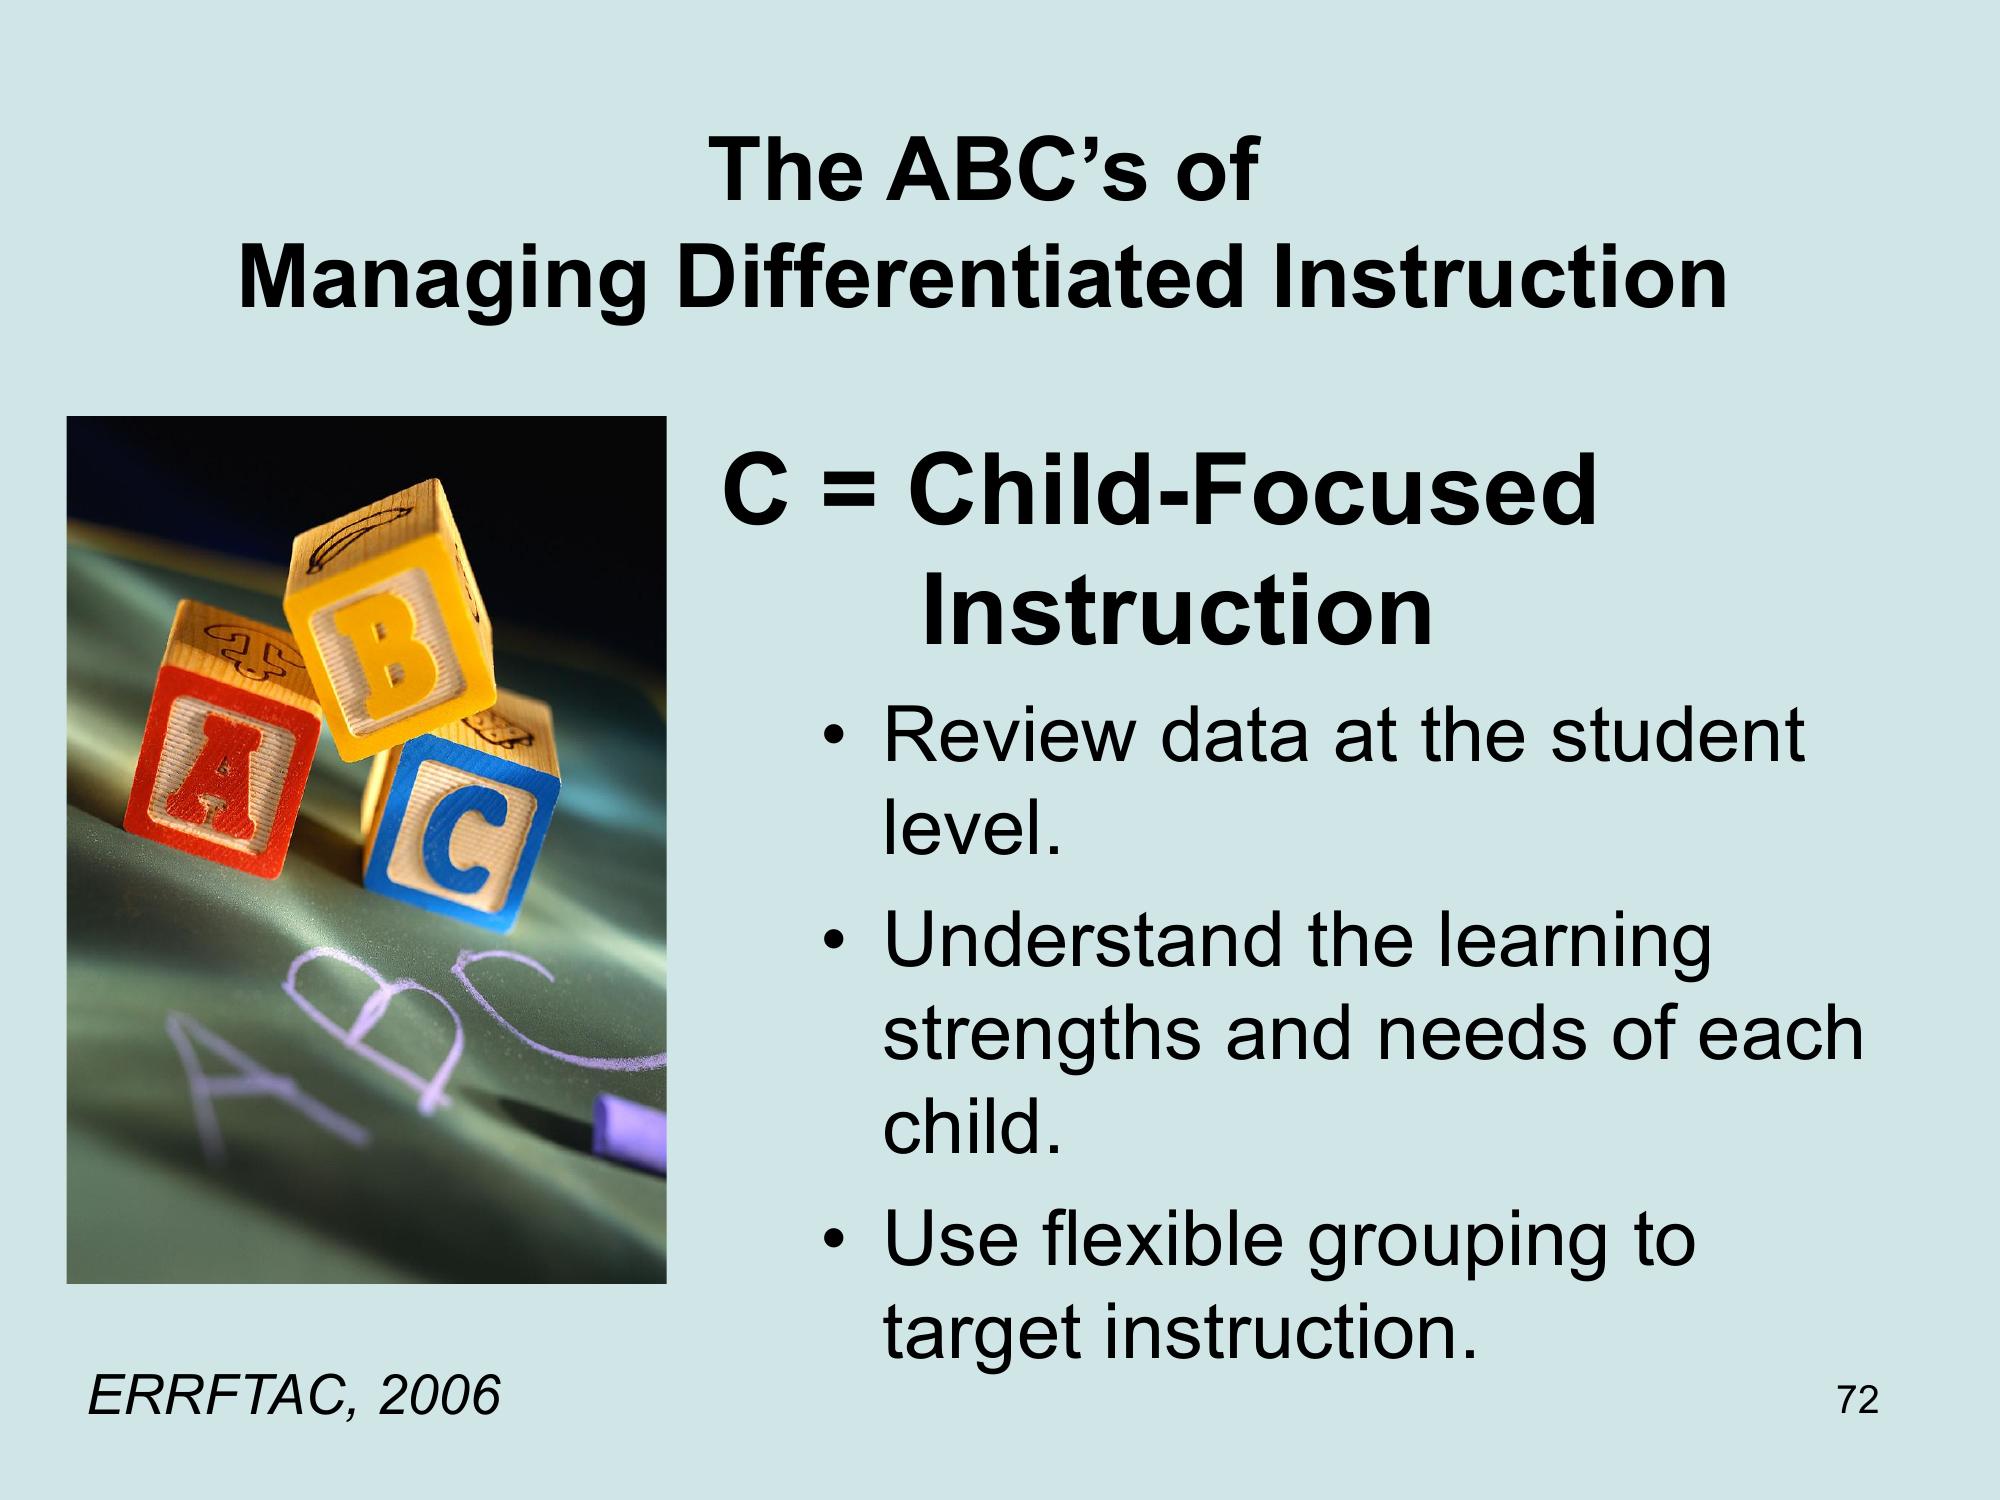 The ABC’s of
Managing Differentiated Instruction
C = Child-Focused
Instruction
• Review data at the student
level.
• Understand the learning
strengths and needs of each
child.
• Use flexible grouping to
target instruction.
B
A
C
A B C
ERRFTAC, 2006
72